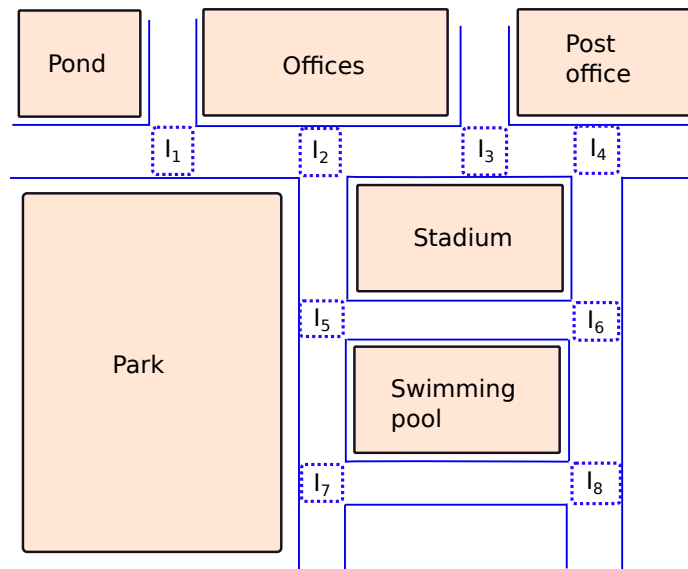 Pond
Offices
Post
office
I1
I2
I3
I4
Stadium
I5
I6
Park
Swimming
pool
I7
I8